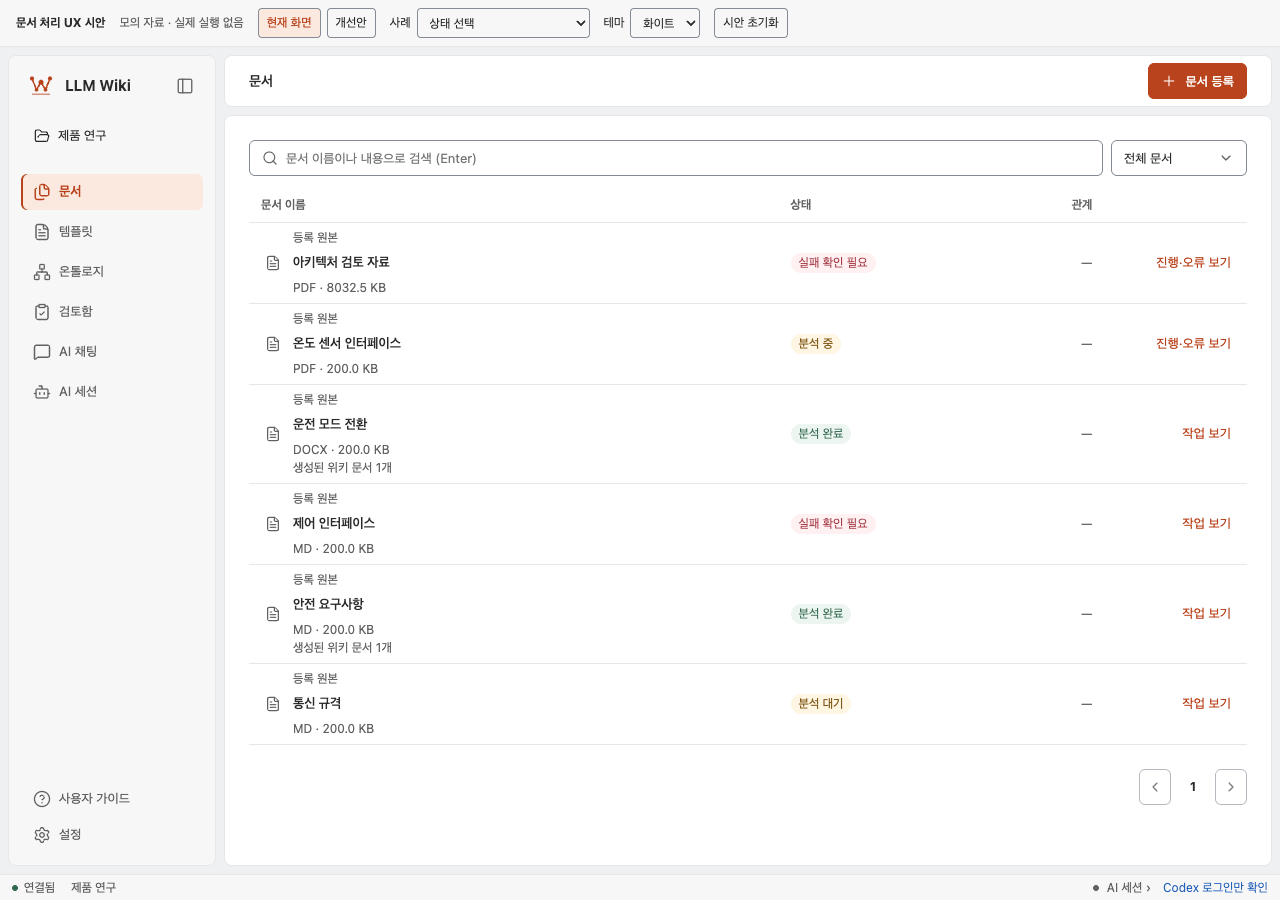 문서 처리 UX 시안 모의 자료 · 실제 실행 없음 현재 화면 개선안 사례 상태 선택 테마 화이트 시안 초기화
LLM Wiki
제품 연구
문서
템플릿
온톨로지
검토함
AI 채팅
AI 세션
사용자 가이드
설정
문서
문서 등록
문서 이름이나 내용으로 검색 (Enter)
전체 문서
문서 이름 상태 관계
등록 원본
아키텍처 검토 자료
PDF · 8032.5 KB
실패 확인 필요 — 진행·오류 보기
등록 원본
온도 센서 인터페이스
PDF · 200.0 KB
분석 중 — 진행·오류 보기
등록 원본
운전 모드 전환
DOCX · 200.0 KB
생성된 위키 문서 1개
분석 완료 — 작업 보기
등록 원본
제어 인터페이스
MD · 200.0 KB
실패 확인 필요 — 작업 보기
등록 원본
안전 요구사항
MD · 200.0 KB
생성된 위키 문서 1개
분석 완료 — 작업 보기
등록 원본
통신 규격
MD · 200.0 KB
분석 대기 — 작업 보기
1
연결됨 제품 연구
AI 세션 › Codex 로그인만 확인